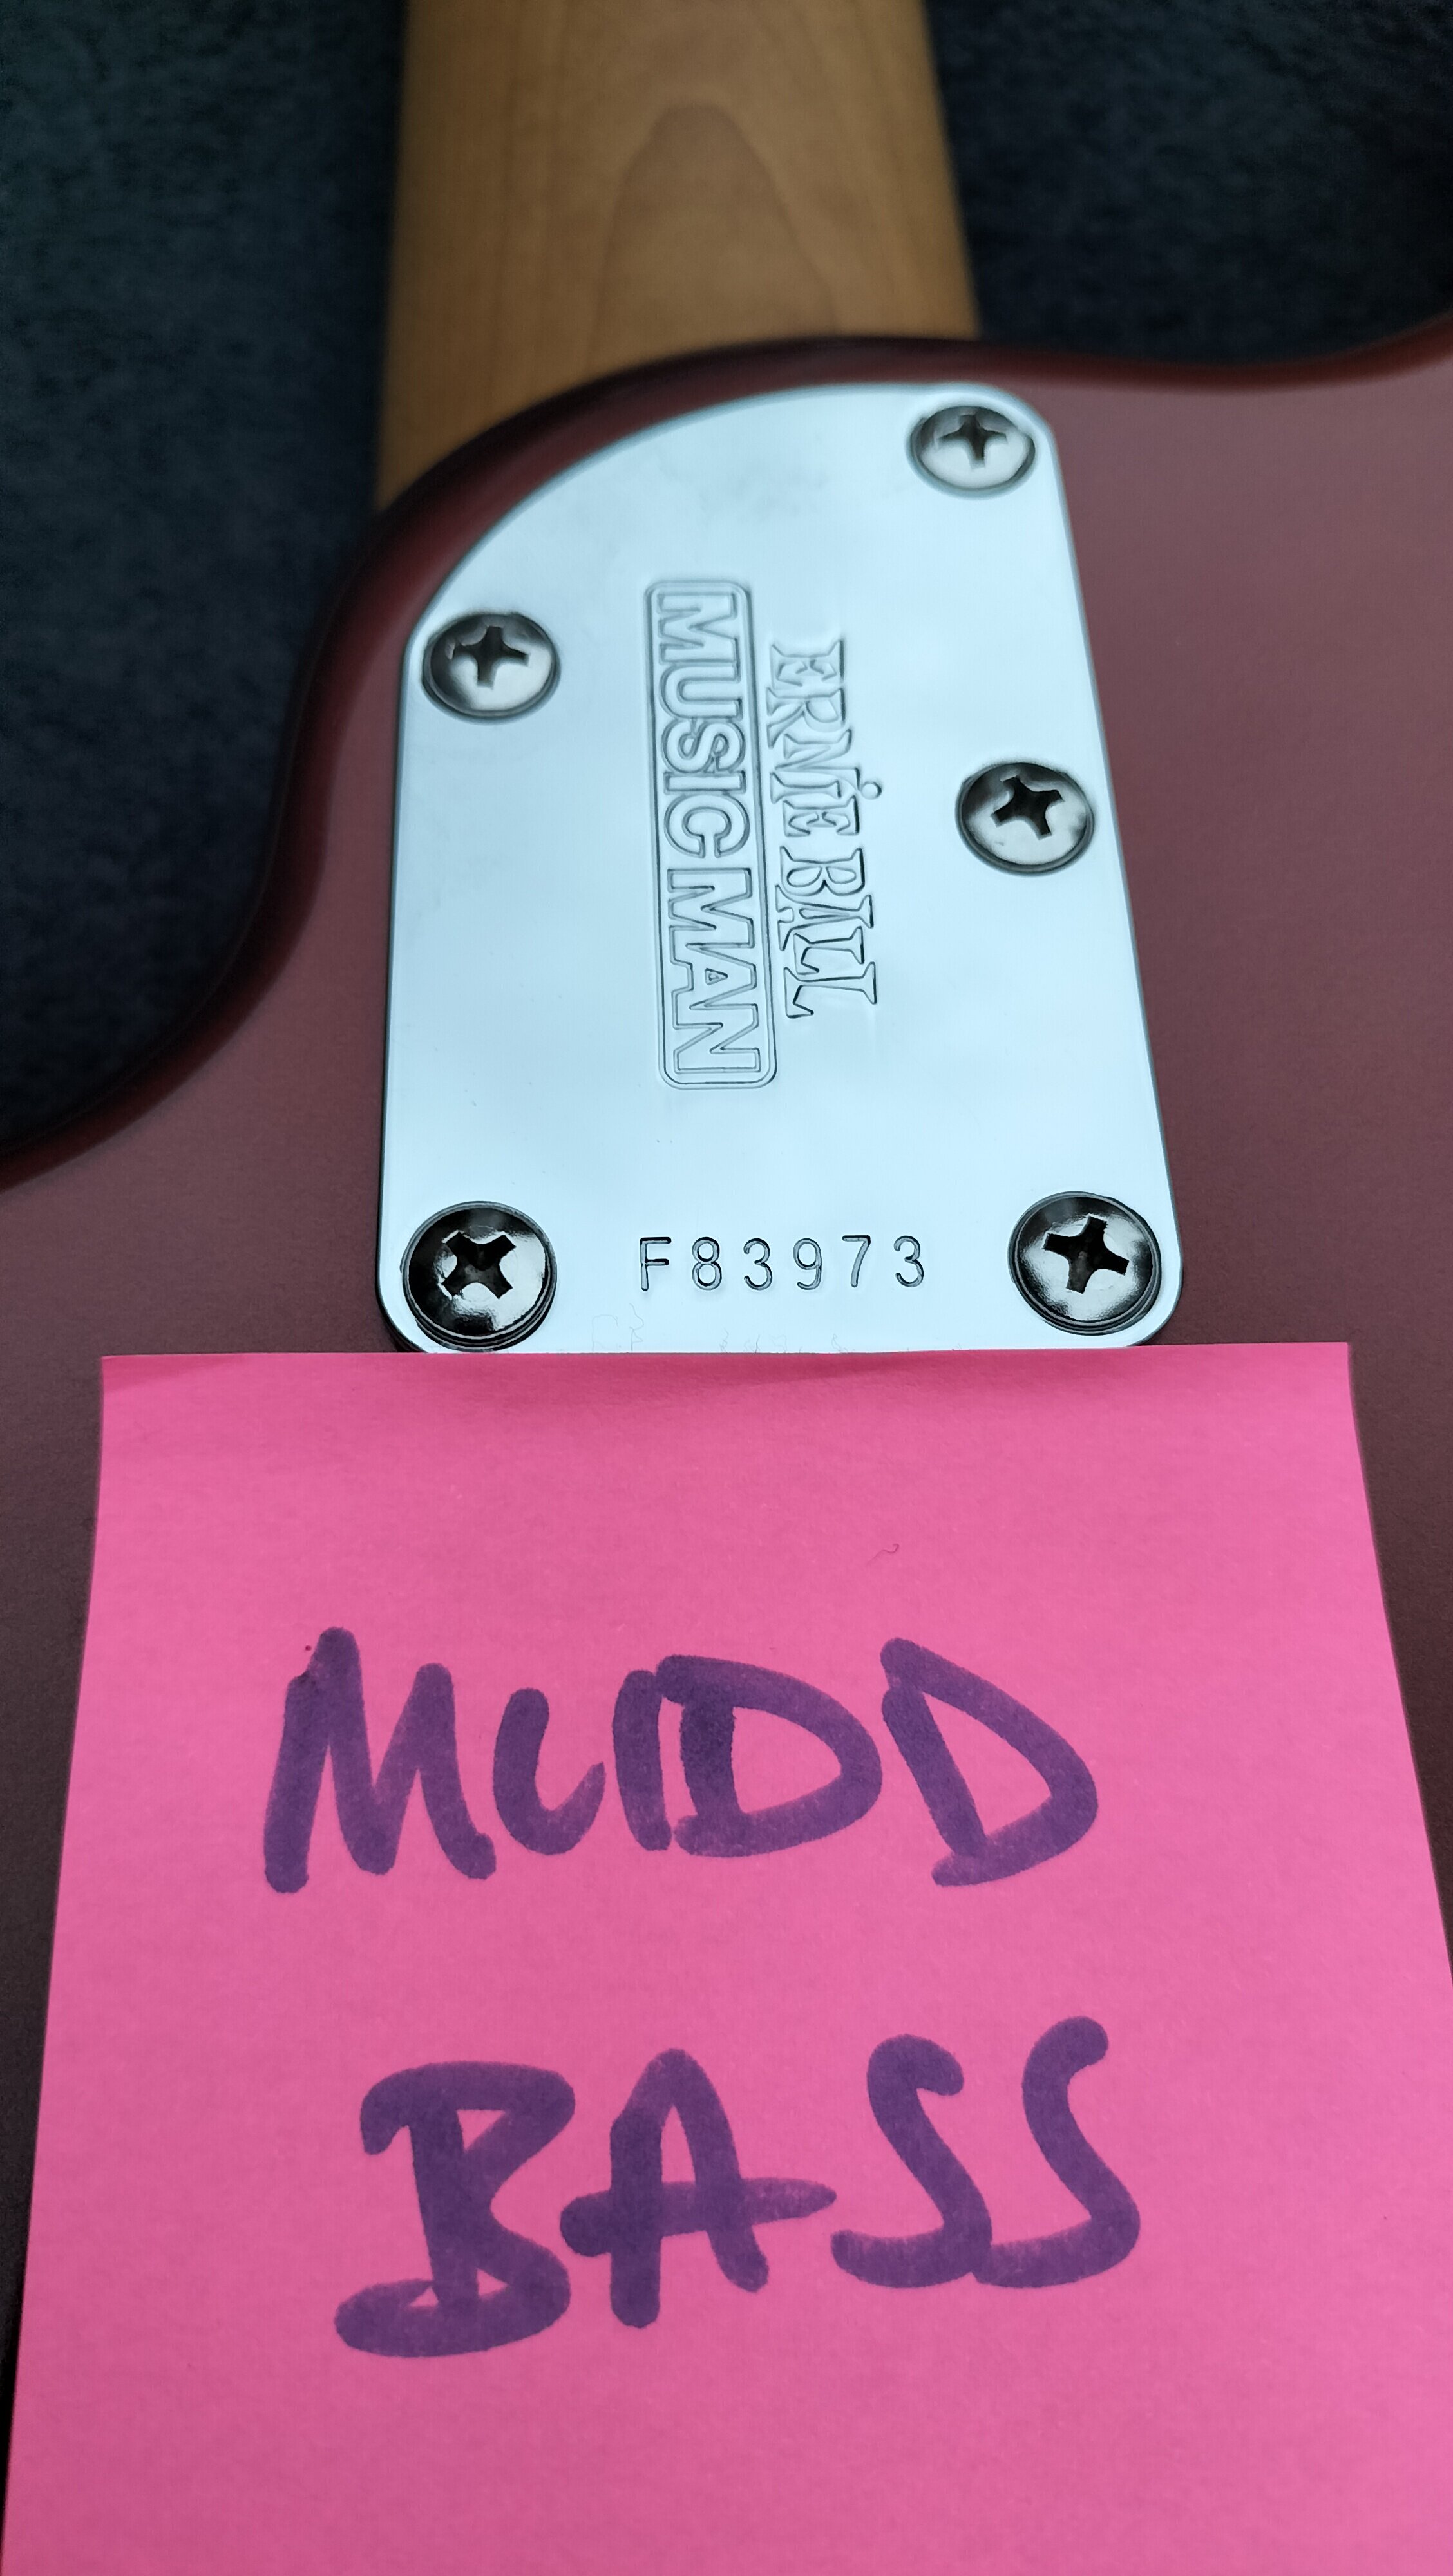 ERNIE BALL
MUSIC MAN
F83973
MUDD
BASS